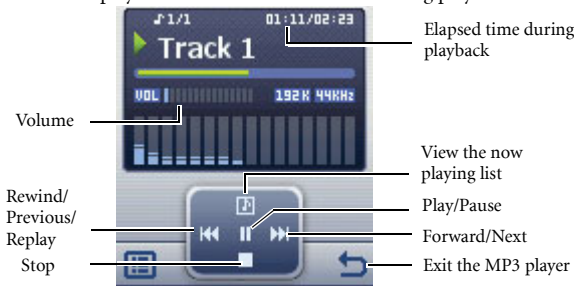 ♪1/1 01:11/02:23
Track 1
VOL 192K 44KHz
Elapsed time during
playback
Volume
View the now
playing list
Rewind/
Previous/
Replay
Play/Pause
Forward/Next
Stop
Exit the MP3 player